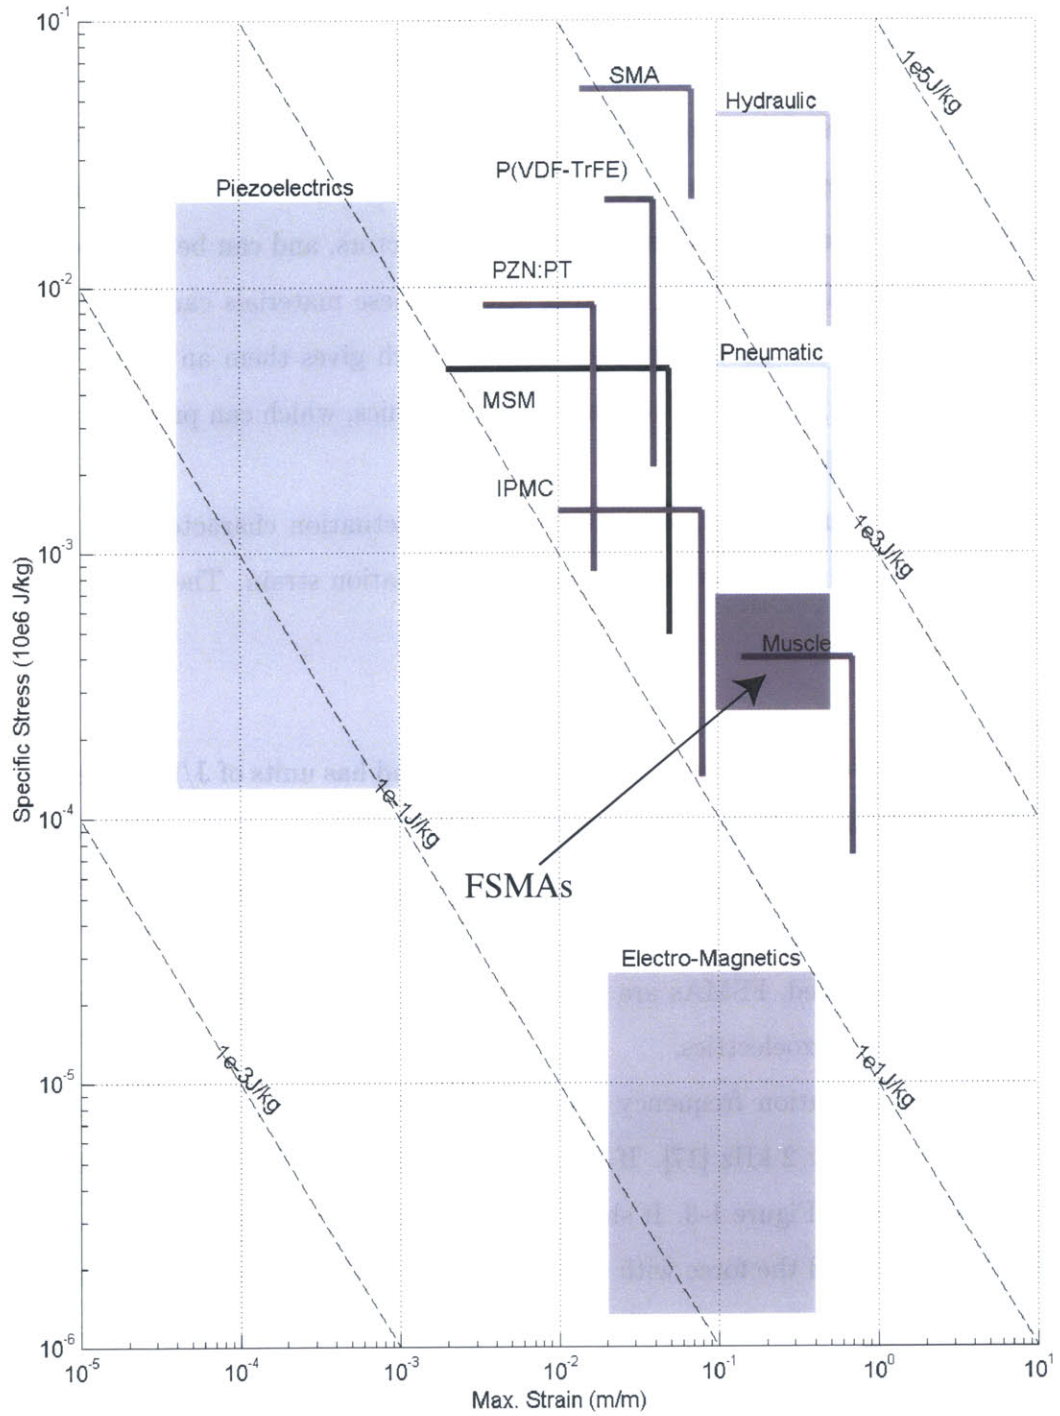 10^-1
SMA
Hydraulic
1e5J/kg
P(VDF-TrFE)
Piezoelectrics
PZN:PT
10^-2
Pneumatic
MSM
IPMC
1e3J/kg
10^-3
Specific Stress (10e6 J/kg)
Muscle
1e-1J/kg
10^-4
FSMAs
Electro-Magnetics
1e-3J/kg
1e1J/kg
10^-5
10^-6
10^-5 10^-4 10^-3 10^-2 10^-1 10^0 10^1
Max. Strain (m/m)